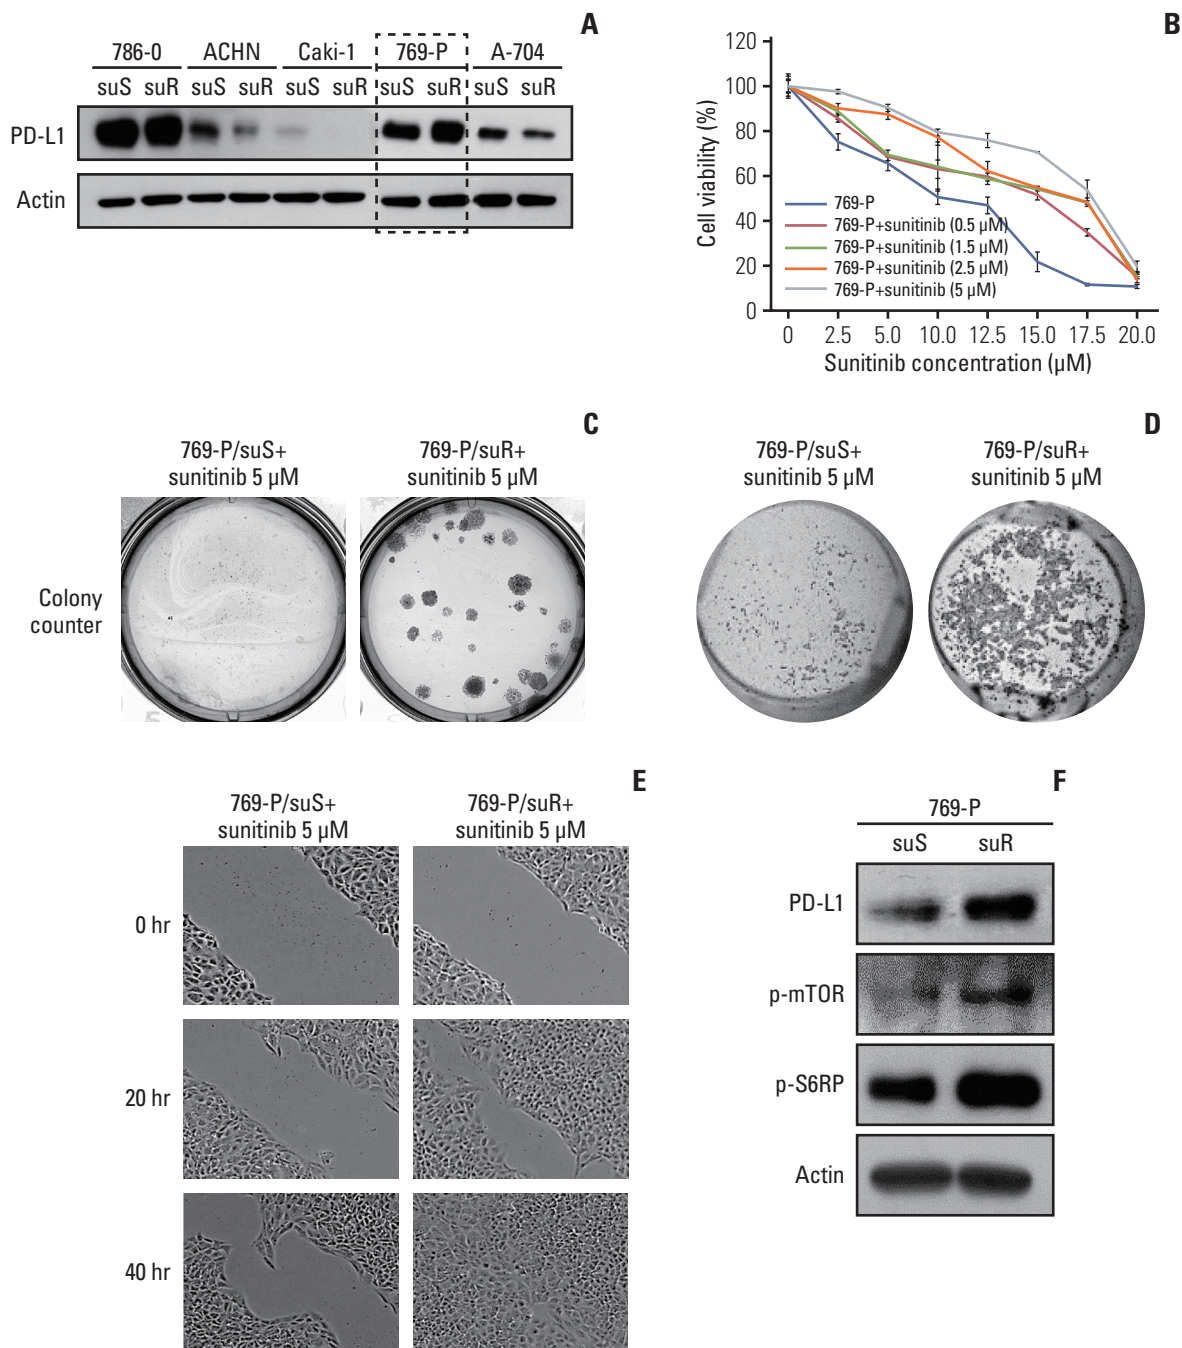 A
786-0 ACHN Caki-1 769-P A-704
suS suR suS suR suS suR suS suR suS suR
PD-L1
Actin
B
120
100
80
60
40
20
0
Cell viability (%)
769-P
769-P+sunitinib (0.5 μM)
769-P+sunitinib (1.5 μM)
769-P+sunitinib (2.5 μM)
769-P+sunitinib (5 μM)
0 2.5 5.0 10.0 12.5 15.0 17.5 20.0
Sunitinib concentration (μM)
C
769-P/suS+ 769-P/suR+
sunitinib 5 μM sunitinib 5 μM
Colony
counter
D
769-P/suS+ 769-P/suR+
sunitinib 5 μM sunitinib 5 μM
E
769-P/suS+ 769-P/suR+
sunitinib 5 μM sunitinib 5 μM
0 hr
20 hr
40 hr
F
769-P
suS suR
PD-L1
p-mTOR
p-S6RP
Actin